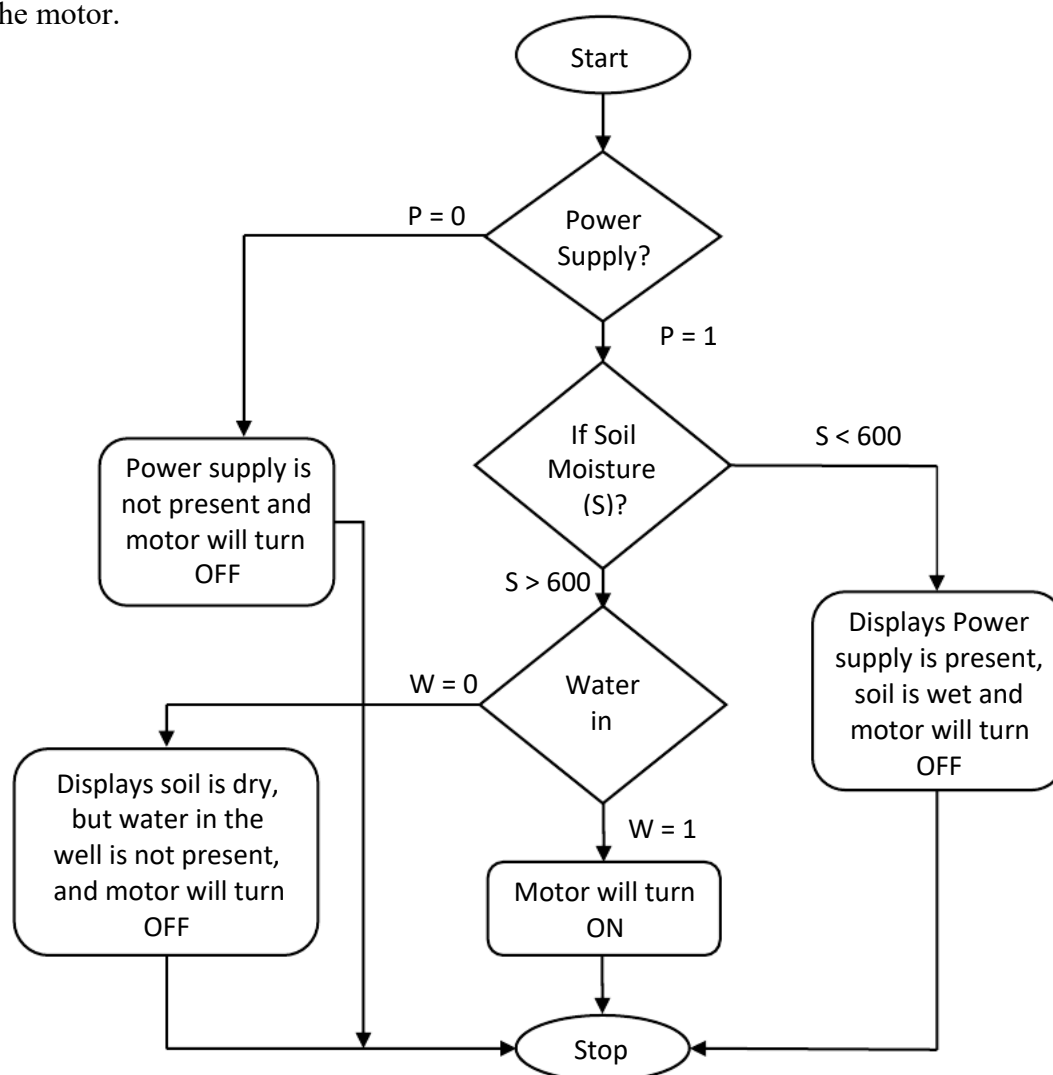 he motor.
Start
P = 0
Power
Supply?
P = 1
If Soil
Moisture
(S)?
S < 600
Power supply is
not present and
motor will turn
OFF
S > 600
Displays Power
supply is present,
soil is wet and
motor will turn
OFF
W = 0
Water
in
Displays soil is dry,
but water in the
well is not present,
and motor will turn
OFF
W = 1
Motor will turn
ON
Stop